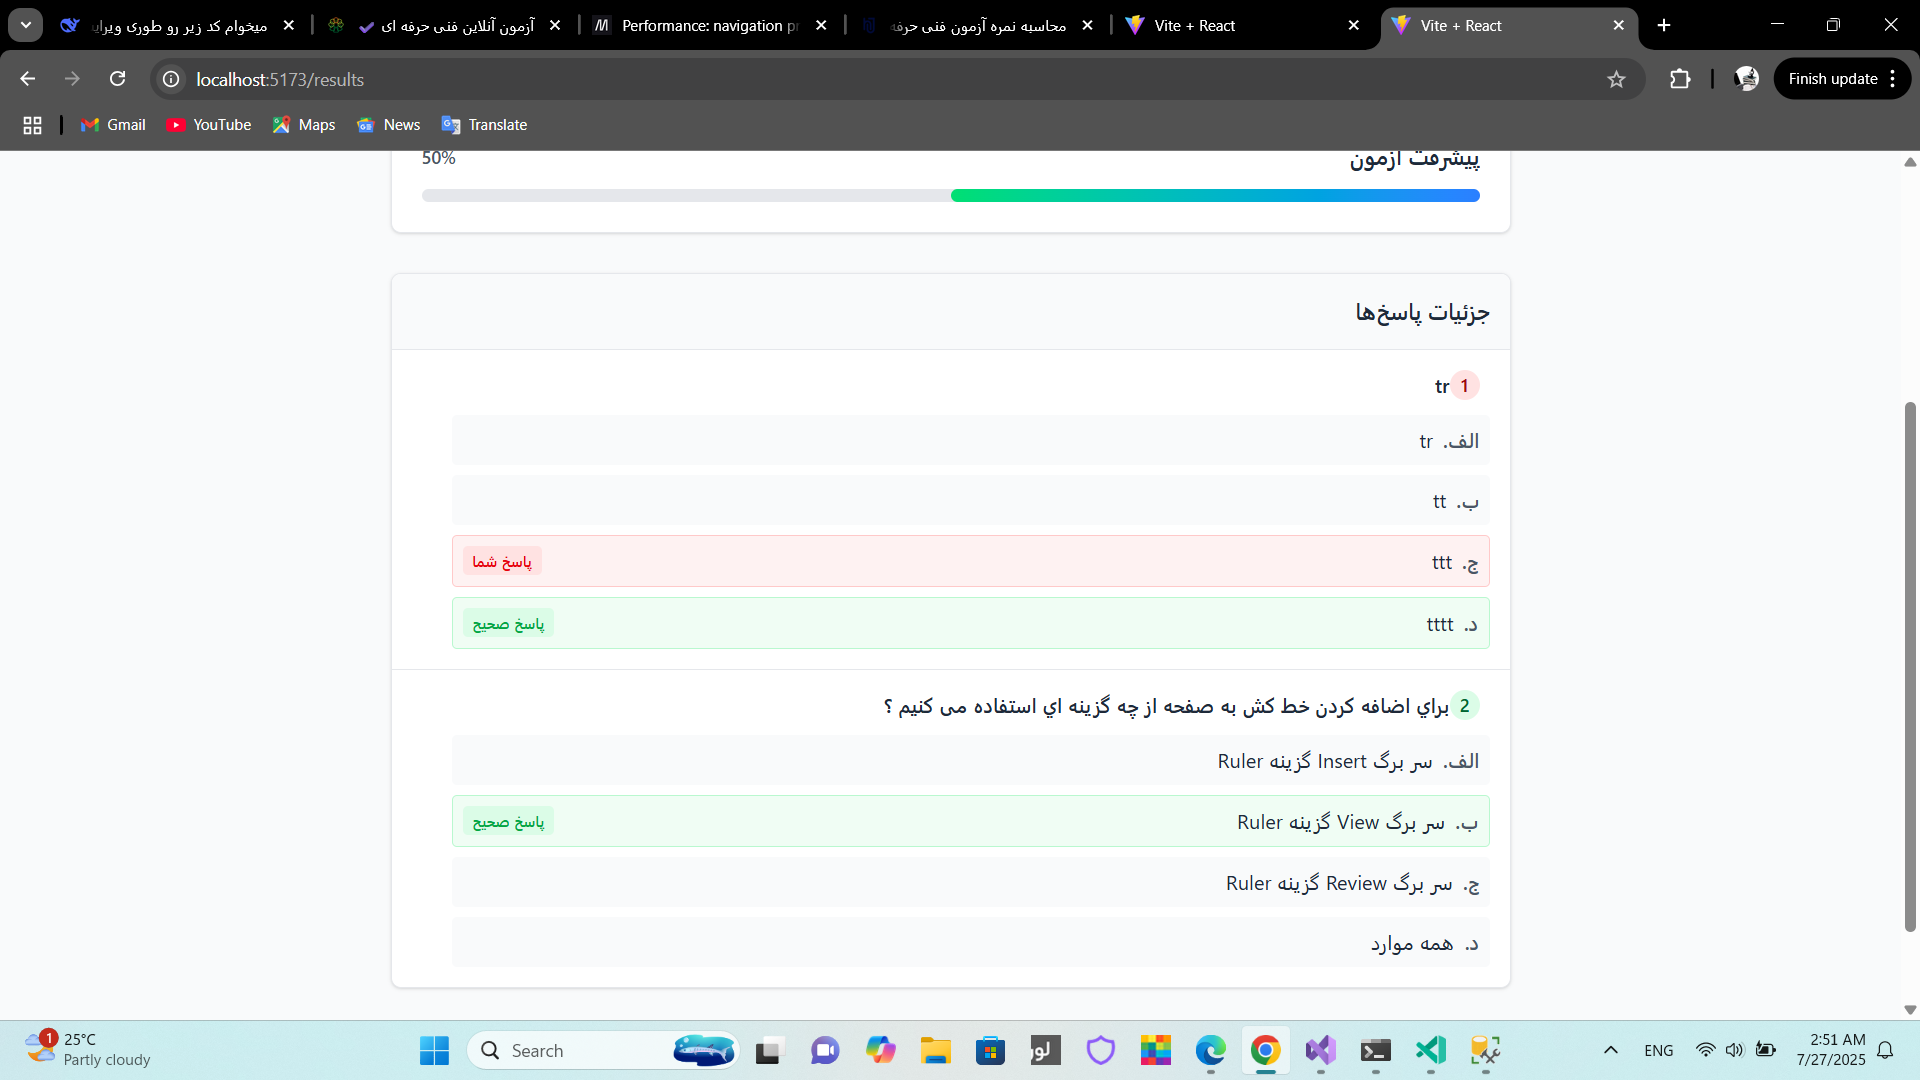 میخوام کد زیر رو طوری ویرای
آزمون آنلاین فنی حرفه ای
Performance: navigation pr
محاسبه نمره آزمون فنی حرفه
Vite + React
Vite + React
localhost:5173/results
Finish update
Gmail
YouTube
Maps
News
Translate
پیشرفت آزمون
50%
جزئیات پاسخ‌ها
1 tr
الف. tr
ب. tt
ج. ttt
پاسخ شما
د. tttt
پاسخ صحیح
2 براي اضافه کردن خط کش به صفحه از چه گزینه اي استفاده می کنیم ؟
الف. سر برگ Insert گزینه Ruler
ب. سر برگ View گزینه Ruler
پاسخ صحیح
ج. سر برگ Review گزینه Ruler
د. همه موارد
1
25°C
Partly cloudy
Search
لور
ENG
2:51 AM
7/27/2025